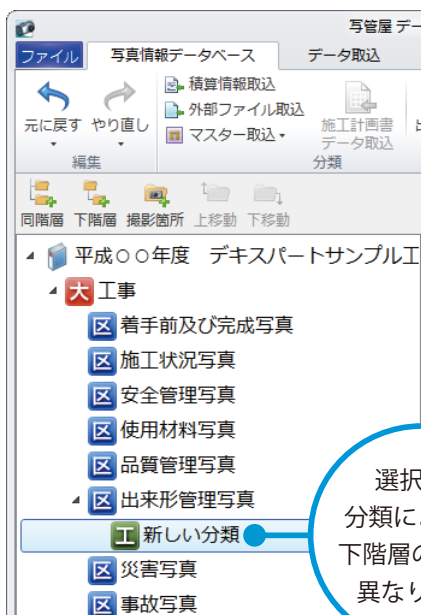 写管屋 デー
ファイル 写真情報データベース データ取込
元に戻す やり直し 積算情報取込
外部ファイル取込
マスター取込
施工計画書
データ取込
編集 分類
同階層 下階層 撮影箇所 上移動 下移動
平成○○年度 デキスパートサンプル工
大 工事
区 着手前及び完成写真
区 施工状況写真
区 安全管理写真
区 使用材料写真
区 品質管理写真
区 出来形管理写真
工 新しい分類
区 災害写真
区 事故写真
選択
分類に
下階層の
異なり